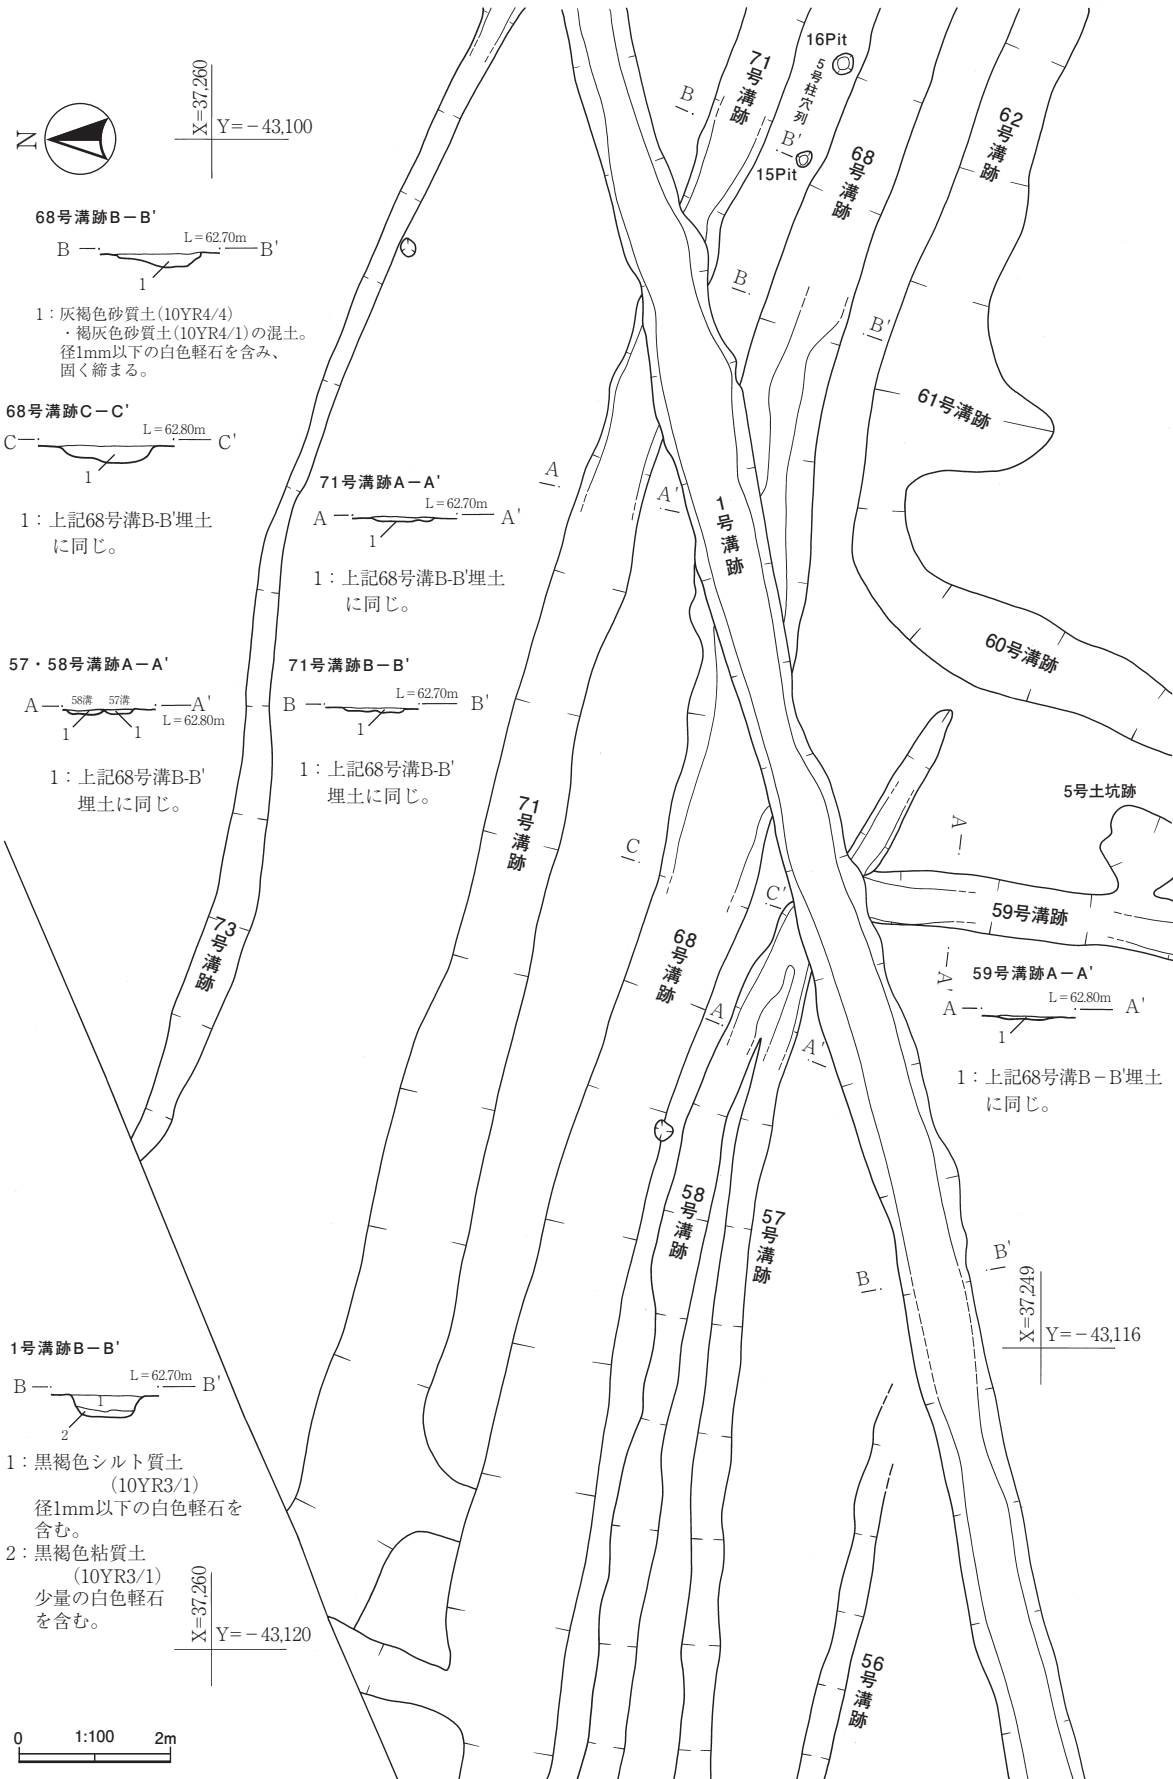 X=37,260
Y=－43,100
N
68号溝跡B－B'
L=62.70m
B
B'
1
1：灰褐色砂質土(10YR4/4)
・褐灰色砂質土(10YR4/1)の混土。
径1mm以下の白色軽石を含み、
固く締まる。
68号溝跡C－C'
L=62.80m
C
C'
1
1：上記68号溝B-B'埋土
に同じ。
71号溝跡A－A'
L=62.70m
A
A'
1
1：上記68号溝B-B'埋土
に同じ。
57・58号溝跡A－A'
A
58溝
57溝
A'
L=62.80m
1
1
1：上記68号溝B-B'
埋土に同じ。
71号溝跡B－B'
L=62.70m
B
B'
1
1：上記68号溝B-B'
埋土に同じ。
16Pit
5号柱穴列
15Pit
71号溝跡
B
B'
68号溝跡
62号溝跡
B
B'
61号溝跡
A
A'
1号溝跡
60号溝跡
5号土坑跡
71号溝跡
C
C'
A
59号溝跡
A'
73号溝跡
68号溝跡
A
A'
59号溝跡A－A'
L=62.80m
A
A'
1
1：上記68号溝B－B'埋土
に同じ。
58号溝跡
57号溝跡
B
B'
X=37,249
Y=－43,116
1号溝跡B－B'
L=62.70m
B
B'
1
2
1：黒褐色シルト質土
(10YR3/1)
径1mm以下の白色軽石を
含む。
2：黒褐色粘質土
(10YR3/1)
少量の白色軽石
を含む。
X=37,260
Y=－43,120
56号溝跡
0 1:100 2m